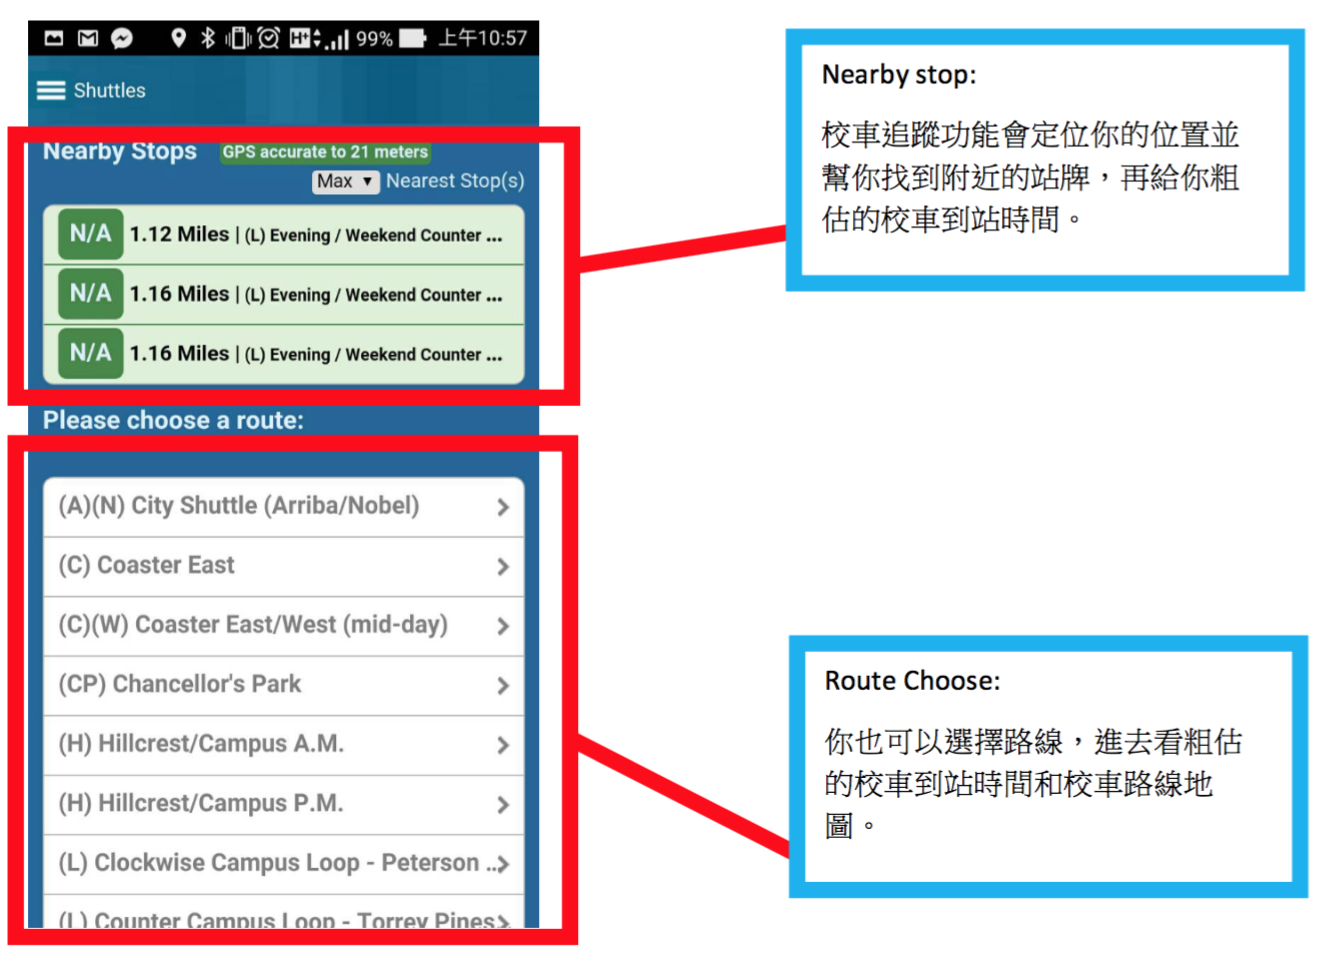 99% 上午10:57
Shuttles
Nearby Stops GPS accurate to 21 meters
Max ▼ Nearest Stop(s)
N/A 1.12 Miles | (L) Evening / Weekend Counter ...
N/A 1.16 Miles | (L) Evening / Weekend Counter ...
N/A 1.16 Miles | (L) Evening / Weekend Counter ...
Please choose a route:
(A)(N) City Shuttle (Arriba/Nobel)
(C) Coaster East
(C)(W) Coaster East/West (mid-day)
(CP) Chancellor's Park
(H) Hillcrest/Campus A.M.
(H) Hillcrest/Campus P.M.
(L) Clockwise Campus Loop - Peterson ..
(L) Counter Campus Loop - Torrey Pines
Nearby stop:
校車追蹤功能會定位你的位置並
幫你找到附近的站牌，再給你粗
估的校車到站時間。
Route Choose:
你也可以選擇路線，進去看粗估
的校車到站時間和校車路線地
圖。